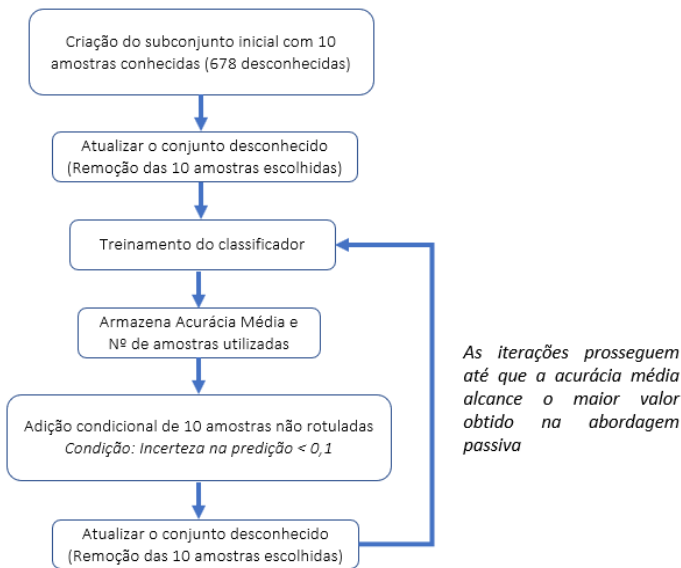 Criação do subconjunto inicial com 10
amostras conhecidas (678 desconhecidas)
Atualizar o conjunto desconhecido
(Remoção das 10 amostras escolhidas)
Treinamento do classificador
Armazena Acurácia Média e
Nº de amostras utilizadas
Adição condicional de 10 amostras não rotuladas
Condição: Incerteza na predição < 0,1
Atualizar o conjunto desconhecido
(Remoção das 10 amostras escolhidas)
As iterações prosseguem
até que a acurácia média
alcance o maior valor
obtido na abordagem
passiva